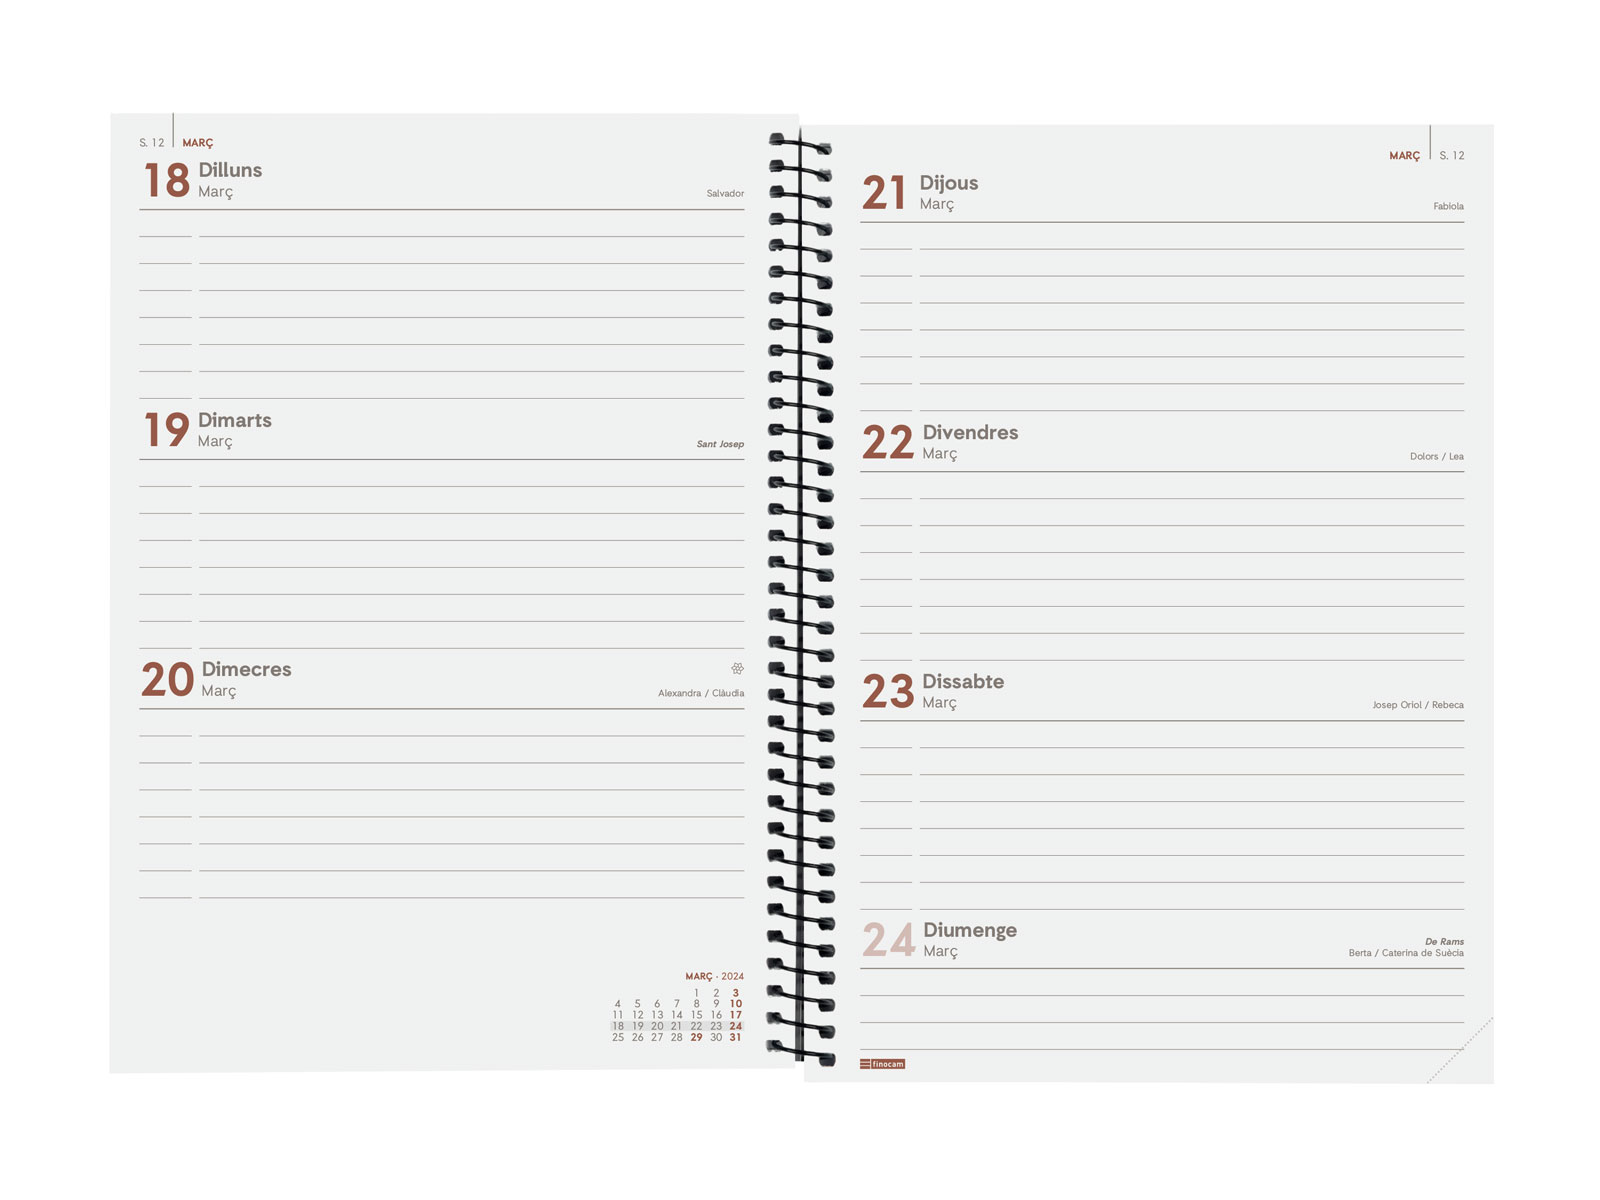 S. 12 MARÇ
18 Dilluns
Març
Salvador
19 Dimarts
Març
Sant Josep
20 Dimecres
Març
Alexandra / Clàudia
MARÇ · 2024
1 2 3
4 5 6 7 8 9 10
11 12 13 14 15 16 17
18 19 20 21 22 23 24
25 26 27 28 29 30 31
MARÇ S. 12
21 Dijous
Març
Fabiola
22 Divendres
Març
Dolors / Lea
23 Dissabte
Març
Josep Oriol / Rebeca
24 Diumenge
Març
De Rams
Berta / Caterina de Suècia
finocam